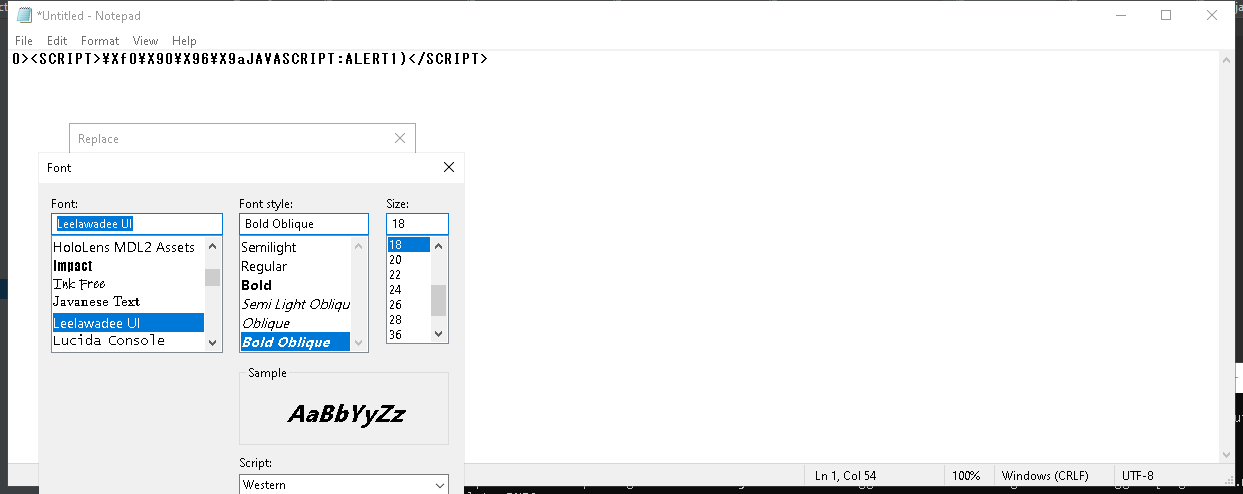 *Untitled - Notepad
File Edit Format View Help
0><SCRIPT>¥Xf0¥X90¥X96¥X9aJAVASCRIPT:ALERT1)</SCRIPT>
Replace
Font
Font: Font style: Size:
Leelawadee UI Bold Oblique 18
HoloLens MDL2 Assets
Impact
Ink Free
Javanese Text
Leelawadee UI
Lucida Console
Semilight
Regular
Bold
Semi Light Obliqu
Oblique
Bold Oblique
18
20
22
24
26
28
36
Sample
AaBbYyZz
Script:
Western
Ln 1, Col 54 100% Windows (CRLF) UTF-8